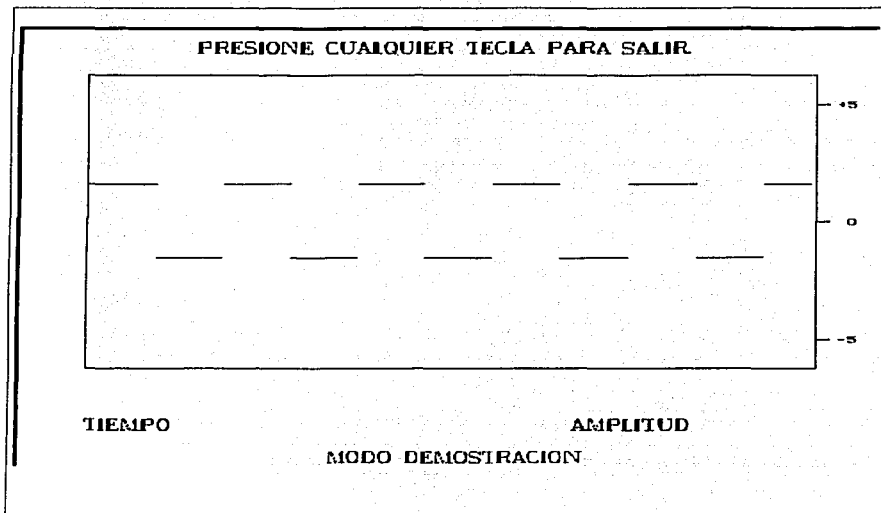 PRESIONE CUALQUIER TECLA PARA SALIR
+5
0
-5
TIEMPO AMPLITUD
MODO DEMOSTRACION